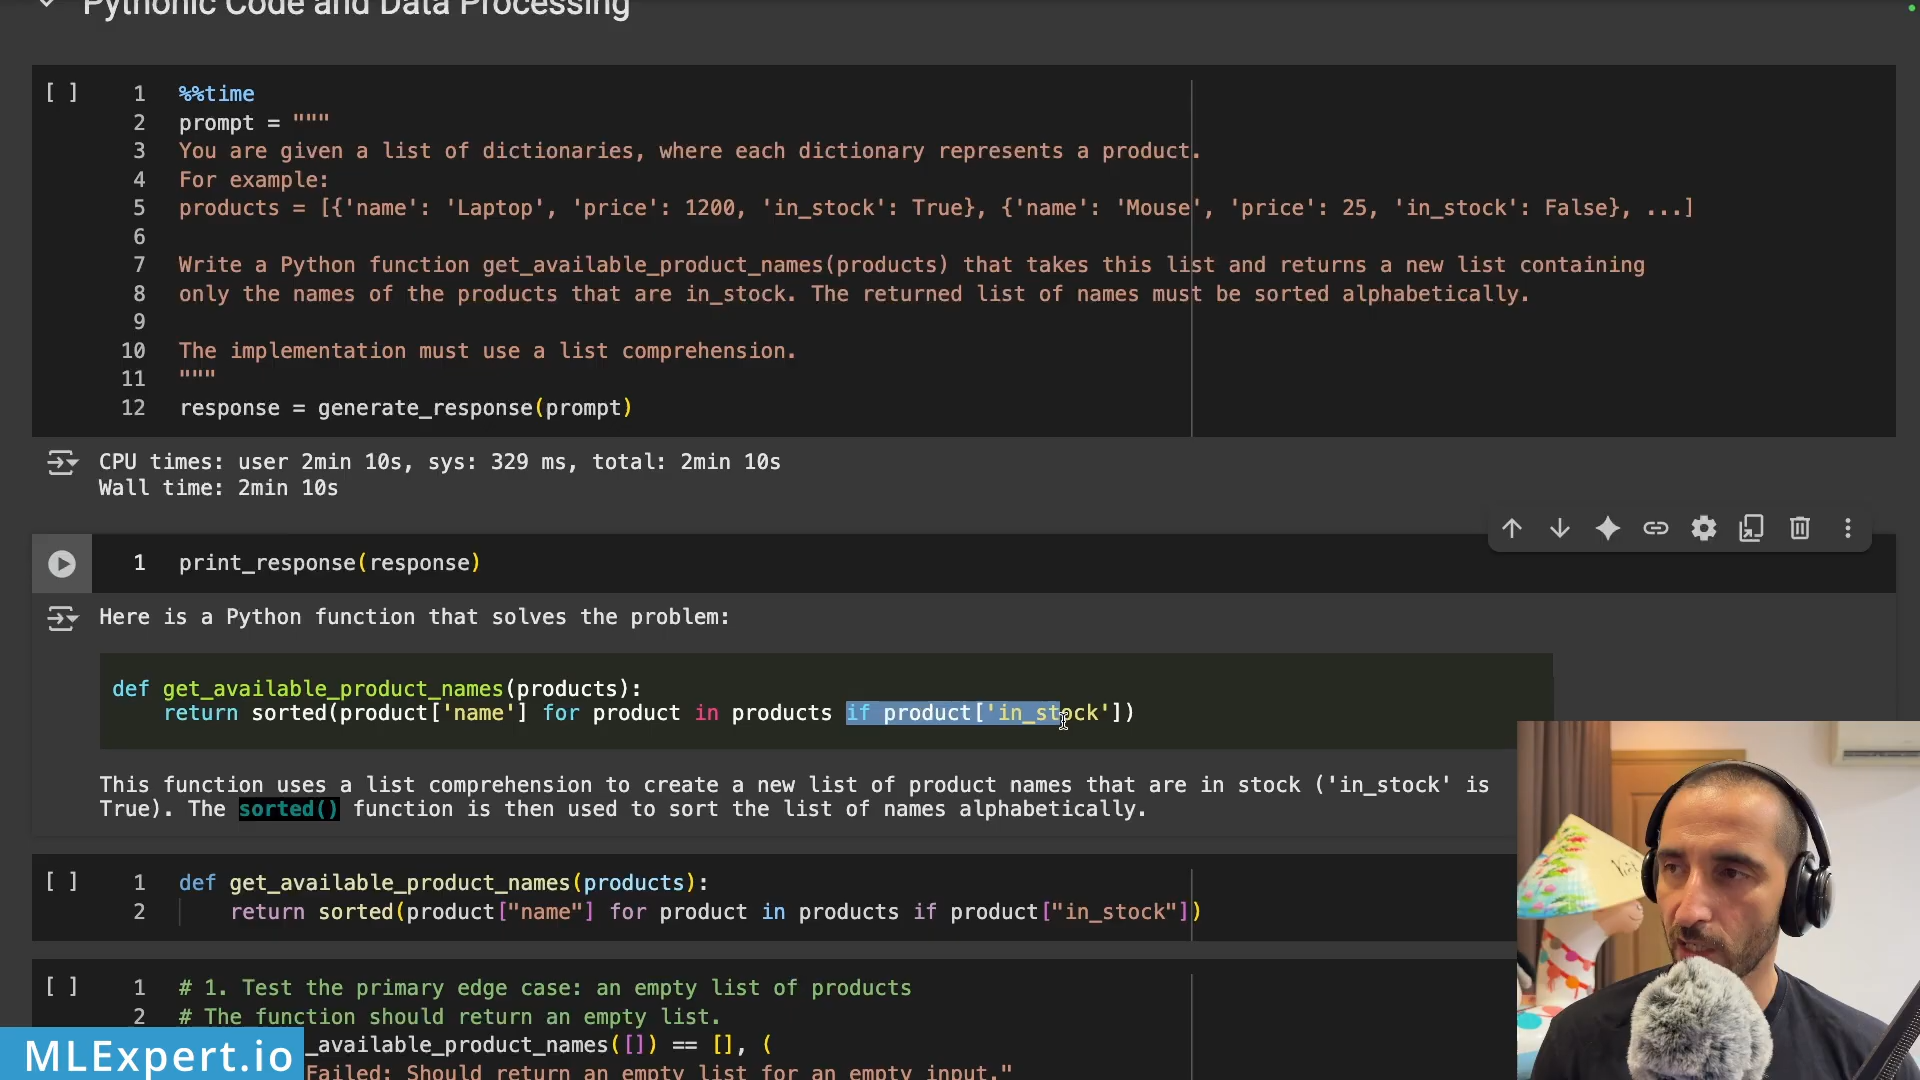 Pythonic Code and Data Processing
[ ] 1 %%time
2 prompt = """
3 You are given a list of dictionaries, where each dictionary represents a product.
4 For example:
5 products = [{'name': 'Laptop', 'price': 1200, 'in_stock': True}, {'name': 'Mouse', 'price': 25, 'in_stock': False}, ...]
6
7 Write a Python function get_available_product_names(products) that takes this list and returns a new list containing
8 only the names of the products that are in_stock. The returned list of names must be sorted alphabetically.
9
10 The implementation must use a list comprehension.
11 """
12 response = generate_response(prompt)
CPU times: user 2min 10s, sys: 329 ms, total: 2min 10s
Wall time: 2min 10s
1 print_response(response)
Here is a Python function that solves the problem:
def get_available_product_names(products):
return sorted(product['name'] for product in products if product['in_stock'])
This function uses a list comprehension to create a new list of product names that are in stock ('in_stock' is
True). The sorted() function is then used to sort the list of names alphabetically.
[ ] 1 def get_available_product_names(products):
2 return sorted(product["name"] for product in products if product["in_stock"])
[ ] 1 # 1. Test the primary edge case: an empty list of products
2 # The function should return an empty list.
_available_product_names([]) == [], (
Failed: Should return an empty list for an empty input."
MLExpert.io